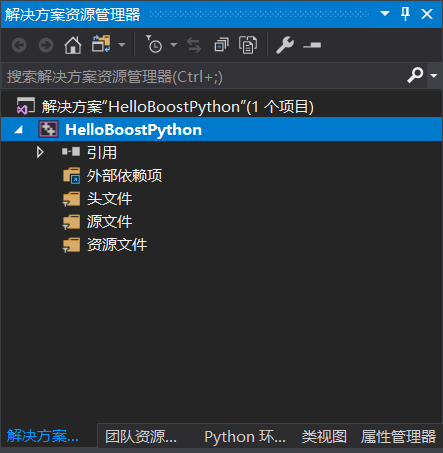 解决方案资源管理器
搜索解决方案资源管理器(Ctrl+;)
解决方案“HelloBoostPython”(1 个项目)
HelloBoostPython
引用
外部依赖项
头文件
源文件
资源文件
解决方案... 团队资源... Python 环... 类视图 属性管理器